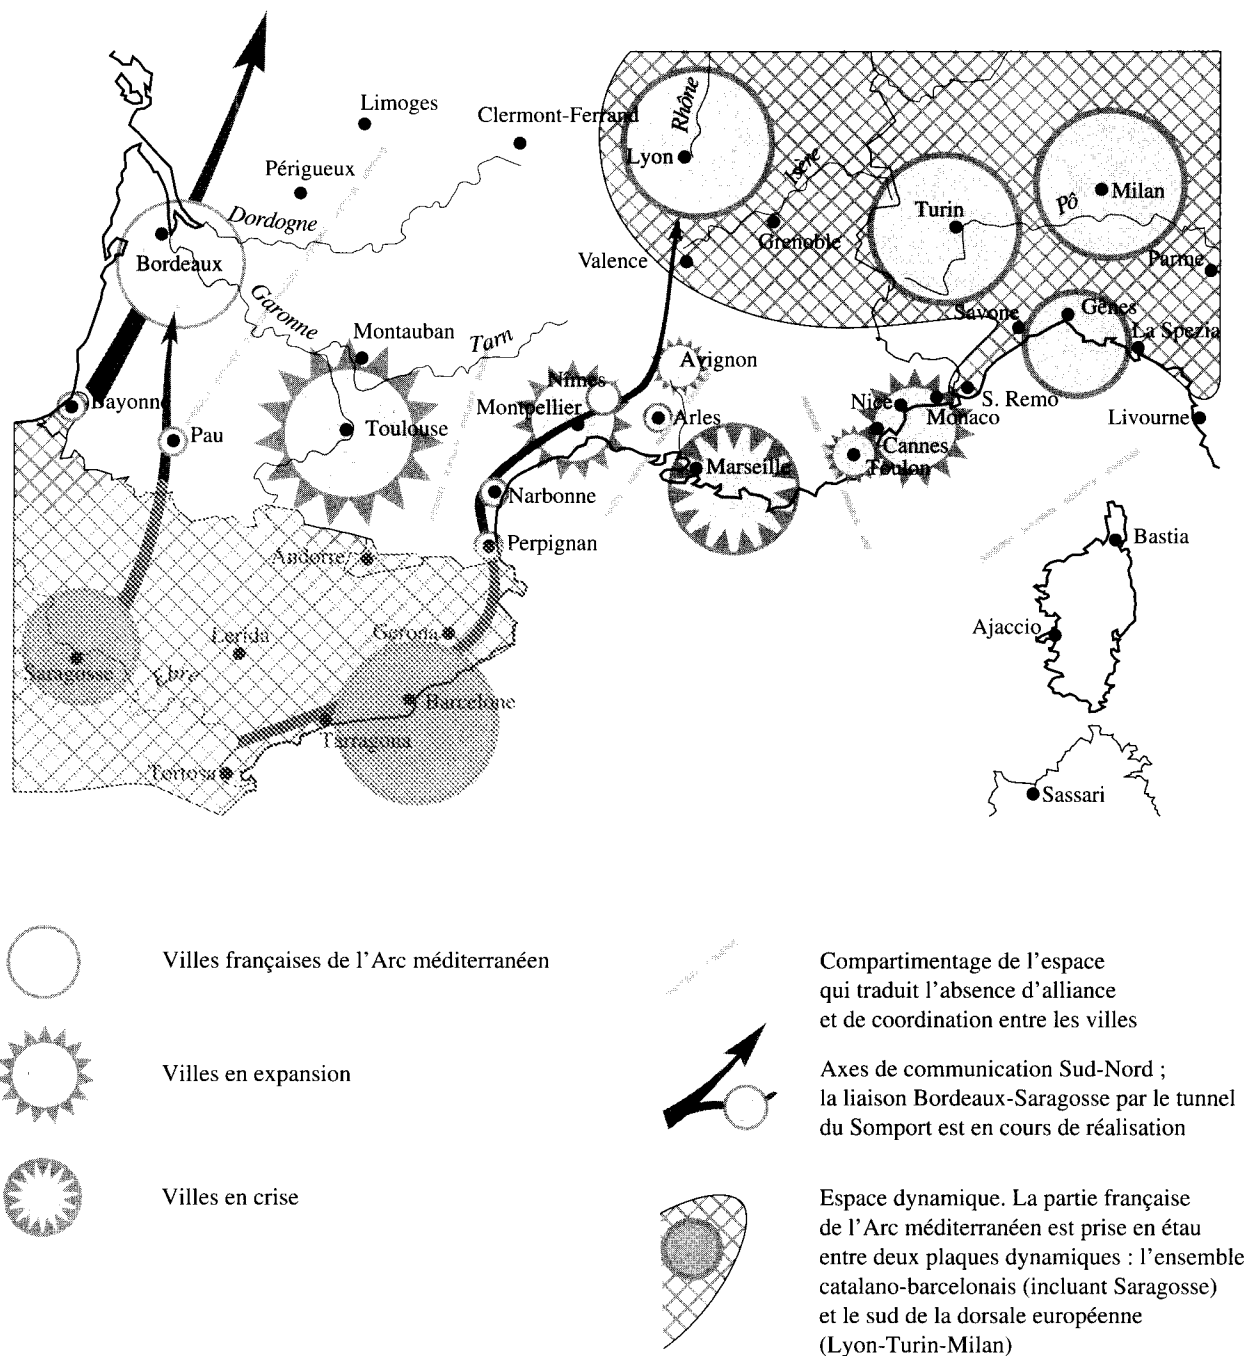 Limoges
Clermont-Ferrand
Périgueux
Rhône
Lyon
Isère
Milan
Turin
Pô
Dordogne
Grenoble
Bordeaux
Valence
Parme
Garonne
Montauban
Tarn
Savone
Gênes
La Spezia
Avignon
Nîmes
Bayonne
Montpellier
Nice
S. Remo
Monaco
Arles
Livourne
Pau
Toulouse
Cannes
Marseille
Toulon
Narbonne
Perpignan
Bastia
Andorre
Ajaccio
Lerida
Gerona
Saragosse
Ebre
Barcelone
Tarragona
Tortosa
Sassari
Villes françaises de l'Arc méditerranéen
Villes en expansion
Villes en crise
Compartimentage de l'espace
qui traduit l'absence d'alliance
et de coordination entre les villes
Axes de communication Sud-Nord ;
la liaison Bordeaux-Saragosse par le tunnel
du Somport est en cours de réalisation
Espace dynamique. La partie française
de l'Arc méditerranéen est prise en étau
entre deux plaques dynamiques : l'ensemble
catalano-barcelonais (incluant Saragosse)
et le sud de la dorsale européenne
(Lyon-Turin-Milan)